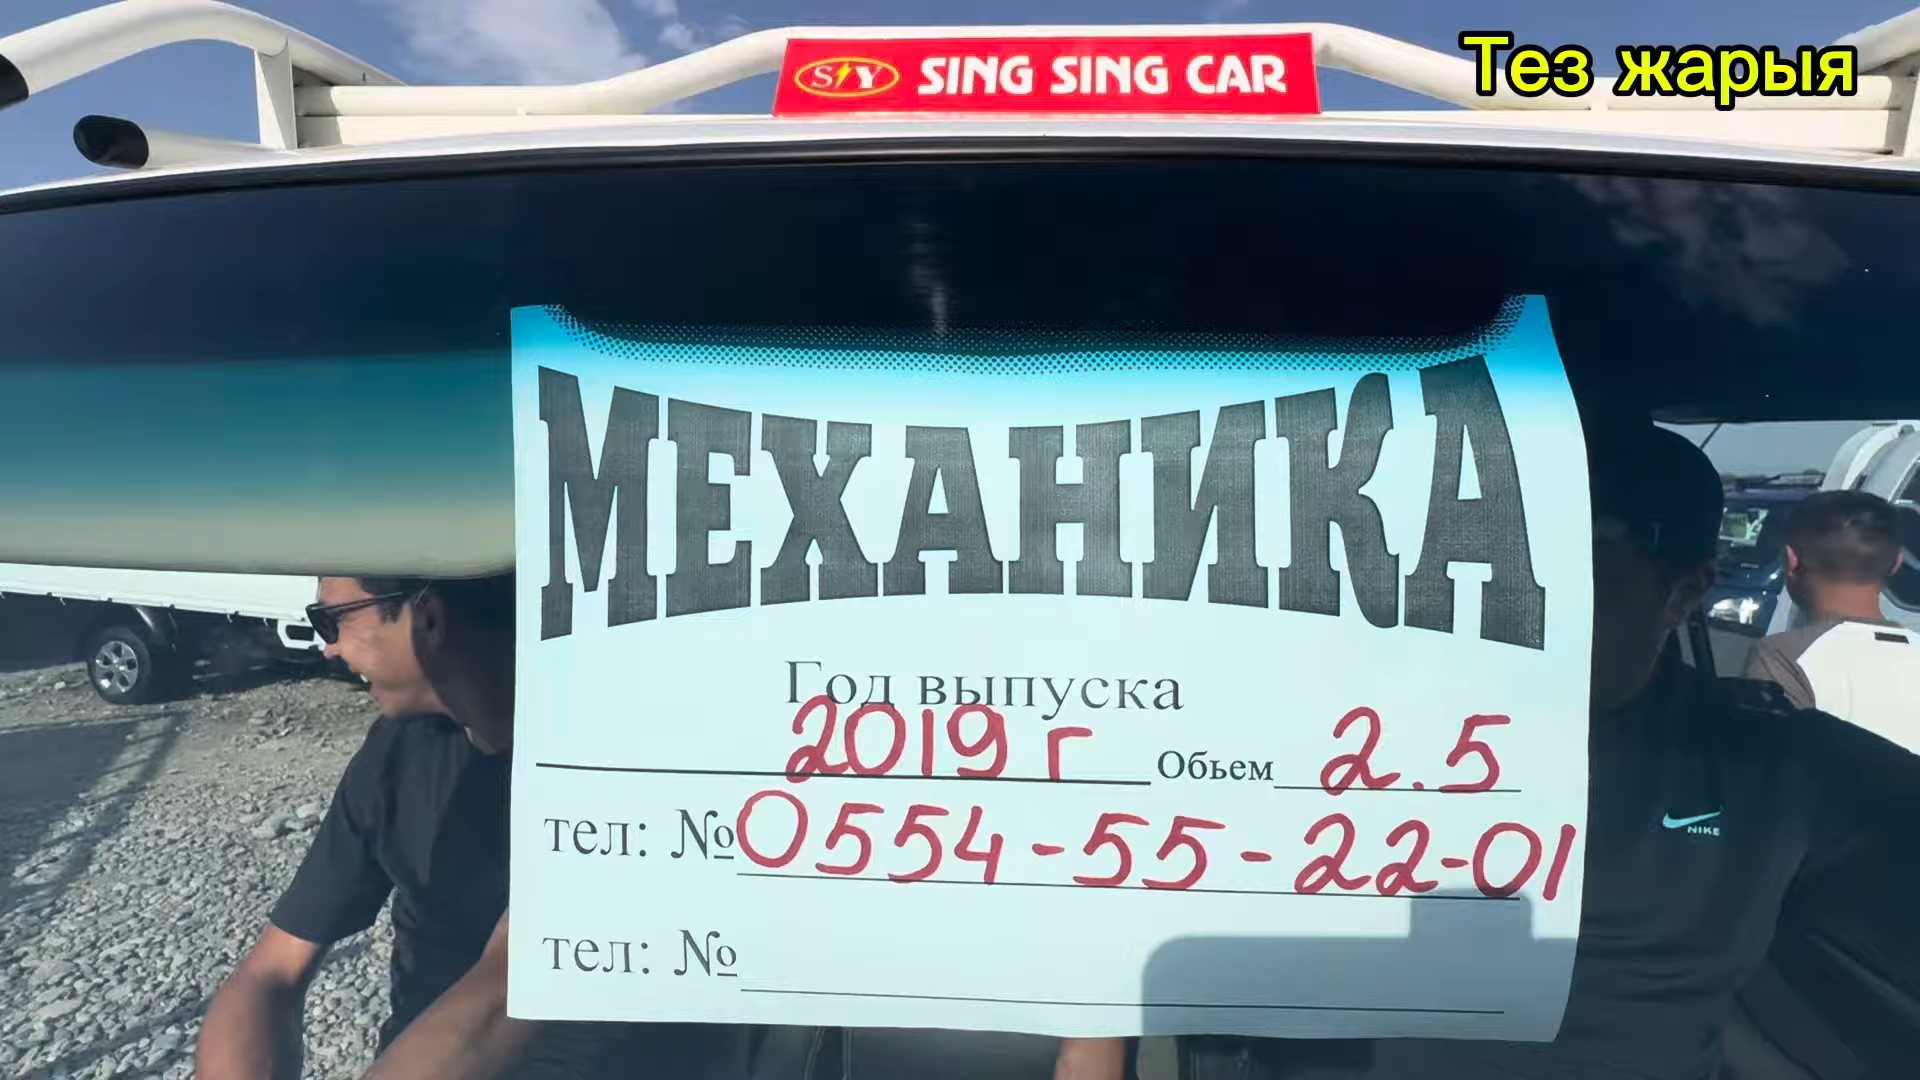 Тез жарыя
S Y SING SING CAR
МЕХАНИКА
Год выпуска
2019 г Обьем 2.5
тел: № 0554-55-22-01
тел: №
NIKE